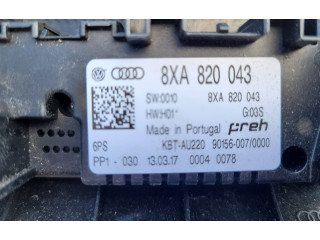 8XA 820 043
SW:0010 8XA 820 043
HW:H01 G:03S
Made in Portugal preh
6PS KBT-AU220 90156-007/0000
PP1 - 030 13.03.17 0004 0078